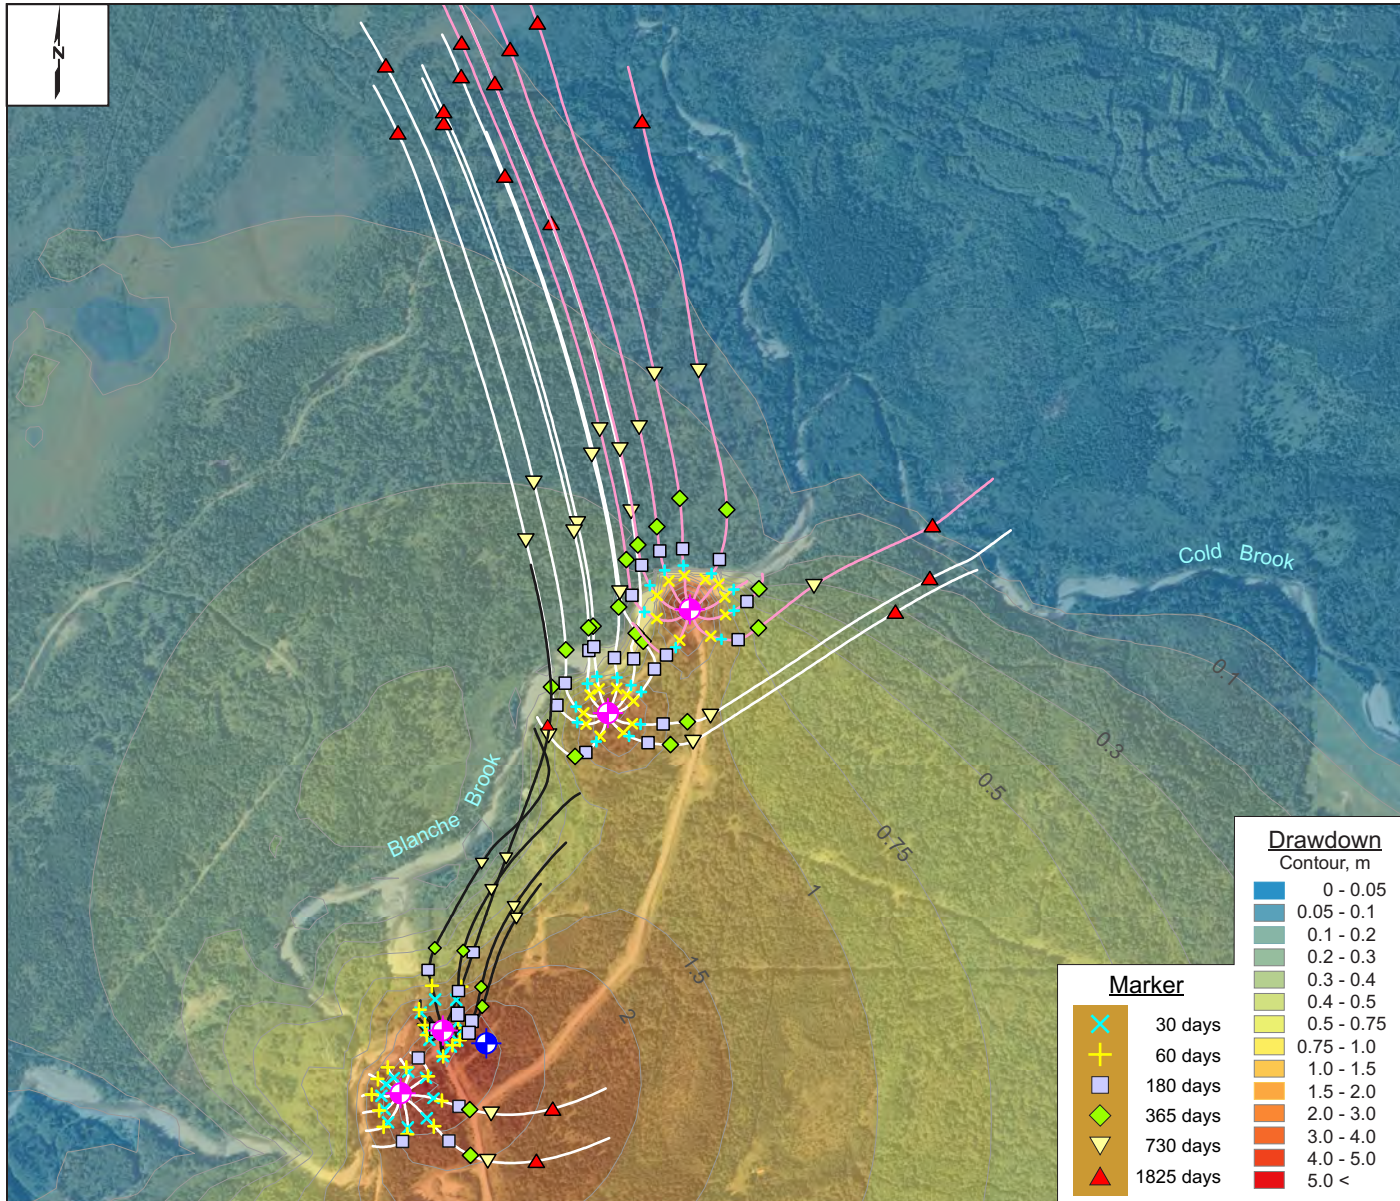 N
Cold Brook
0.1
0.3
0.5
0.75
1
1.5
2
Blanche Brook
Drawdown
Contour, m
0 - 0.05
0.05 - 0.1
0.1 - 0.2
0.2 - 0.3
0.3 - 0.4
0.4 - 0.5
0.5 - 0.75
0.75 - 1.0
1.0 - 1.5
1.5 - 2.0
2.0 - 3.0
3.0 - 4.0
4.0 - 5.0
5.0 <
Marker
30 days
60 days
180 days
365 days
730 days
1825 days